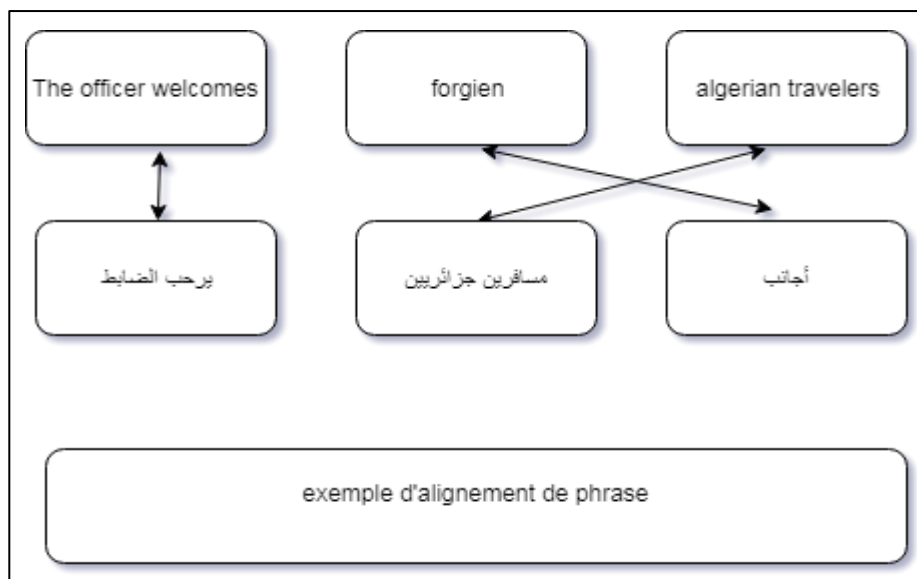 The officer welcomes
forgien
algerian travelers
يرحب الضابط
مسافرين جزائريين
أجانب
exemple d'alignement de phrase